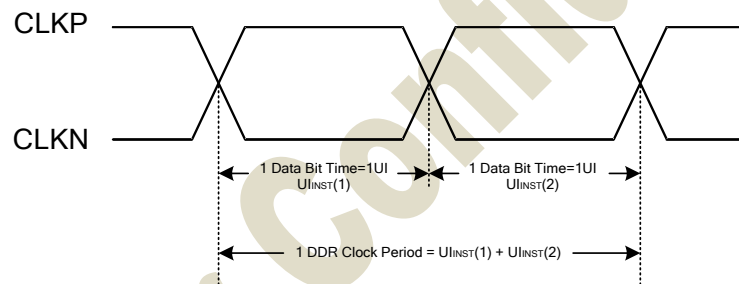 CLKP
CLKN
1 Data Bit Time=1UI
UIINST(1)
1 Data Bit Time=1UI
UIINST(2)
1 DDR Clock Period = UIINST(1) + UIINST(2)